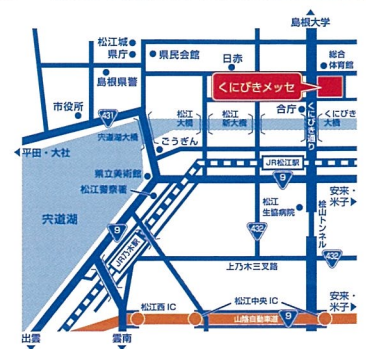 島根大学
松江城
県庁
県民会館
日赤
総合
体育館
島根県警
くにびきメッセ
市役所
431
松江
大橋
松江
新大橋
合庁
くにびき
大橋
宍道湖大橋
くにびき通り
ごうぎん
平田・大社
JR松江駅
県立美術館
9
松江警察署
安来・
米子
宍道湖
松江
生協病院
桧山トンネル
9
432
432
JR乃木駅
上乃木三叉路
松江西IC
松江中央IC
安来・
米子
山陰自動車道
9
出雲
雲南